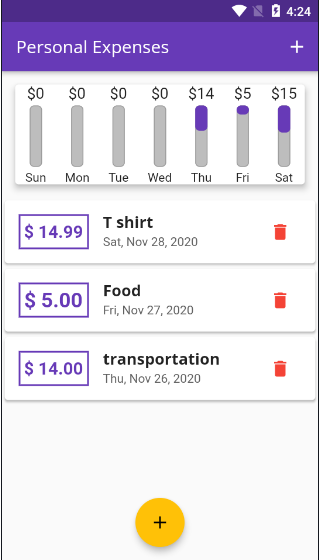 4:24
Personal Expenses +
$0 $0 $0 $0 $14 $5 $15
Sun Mon Tue Wed Thu Fri Sat
$ 14.99
T shirt
Sat, Nov 28, 2020
$ 5.00
Food
Fri, Nov 27, 2020
$ 14.00
transportation
Thu, Nov 26, 2020
+